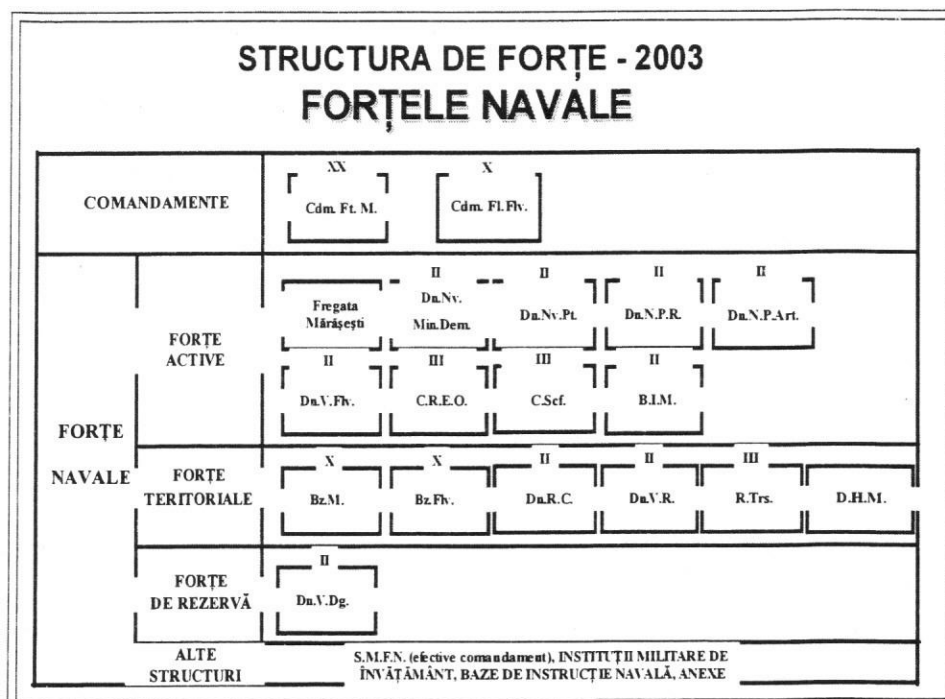 STRUCTURA DE FORȚE - 2003
FORȚELE NAVALE
COMANDAMENTE
XX
Cdm. Ft. M.
X
Cdm. Fl. Flv.
FORȚE
NAVALE
FORȚE
ACTIVE
Fregata
Mărășești
II
Dn.Nv.
Min.Dem.
II
Dn.Nv.Pt.
II
Dn.N.P.R.
II
Dn.N.P.Art.
II
Dn.V.Flv.
III
C.R.E.O.
III
C.Scf.
II
B.I.M.
FORȚE
TERITORIALE
X
Bz.M.
X
Bz.Flv.
II
Dn.R.C.
II
Dn.V.R.
III
R.Trs.
D.H.M.
FORȚE
DE REZERVĂ
II
Dn.V.Dg.
ALTE
STRUCTURI
S.M.F.N. (efective comandament), INSTITUȚII MILITARE DE
ÎNVĂȚĂMÂNT, BAZE DE INSTRUCȚIE NAVALĂ, ANEXE